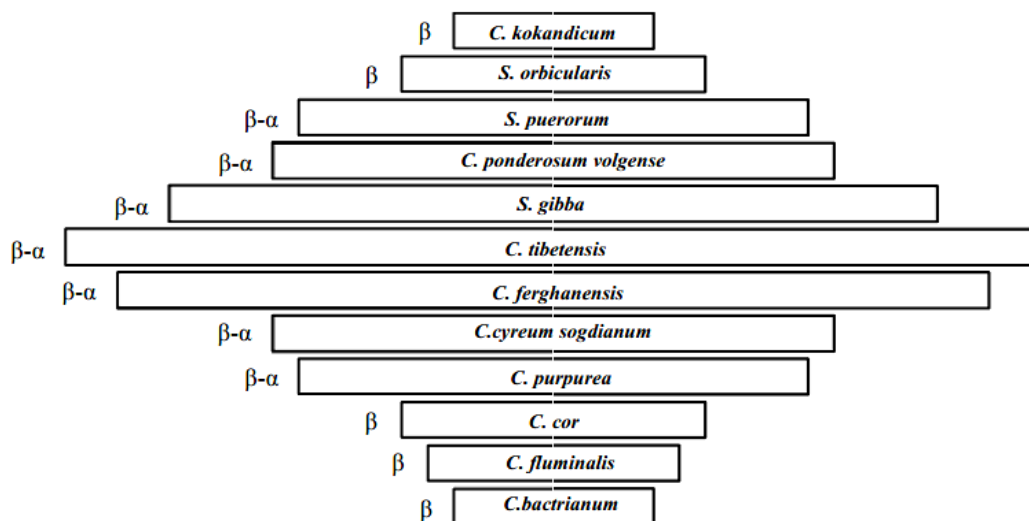 β C. kokandicum
β S. orbicularis
β-α S. puerorum
β-α C. ponderosum volgense
β-α S. gibba
β-α C. tibetensis
β-α C. ferghanensis
β-α C.cyreum sogdianum
β-α C. purpurea
β C. cor
β C. fluminalis
β C.bactrianum